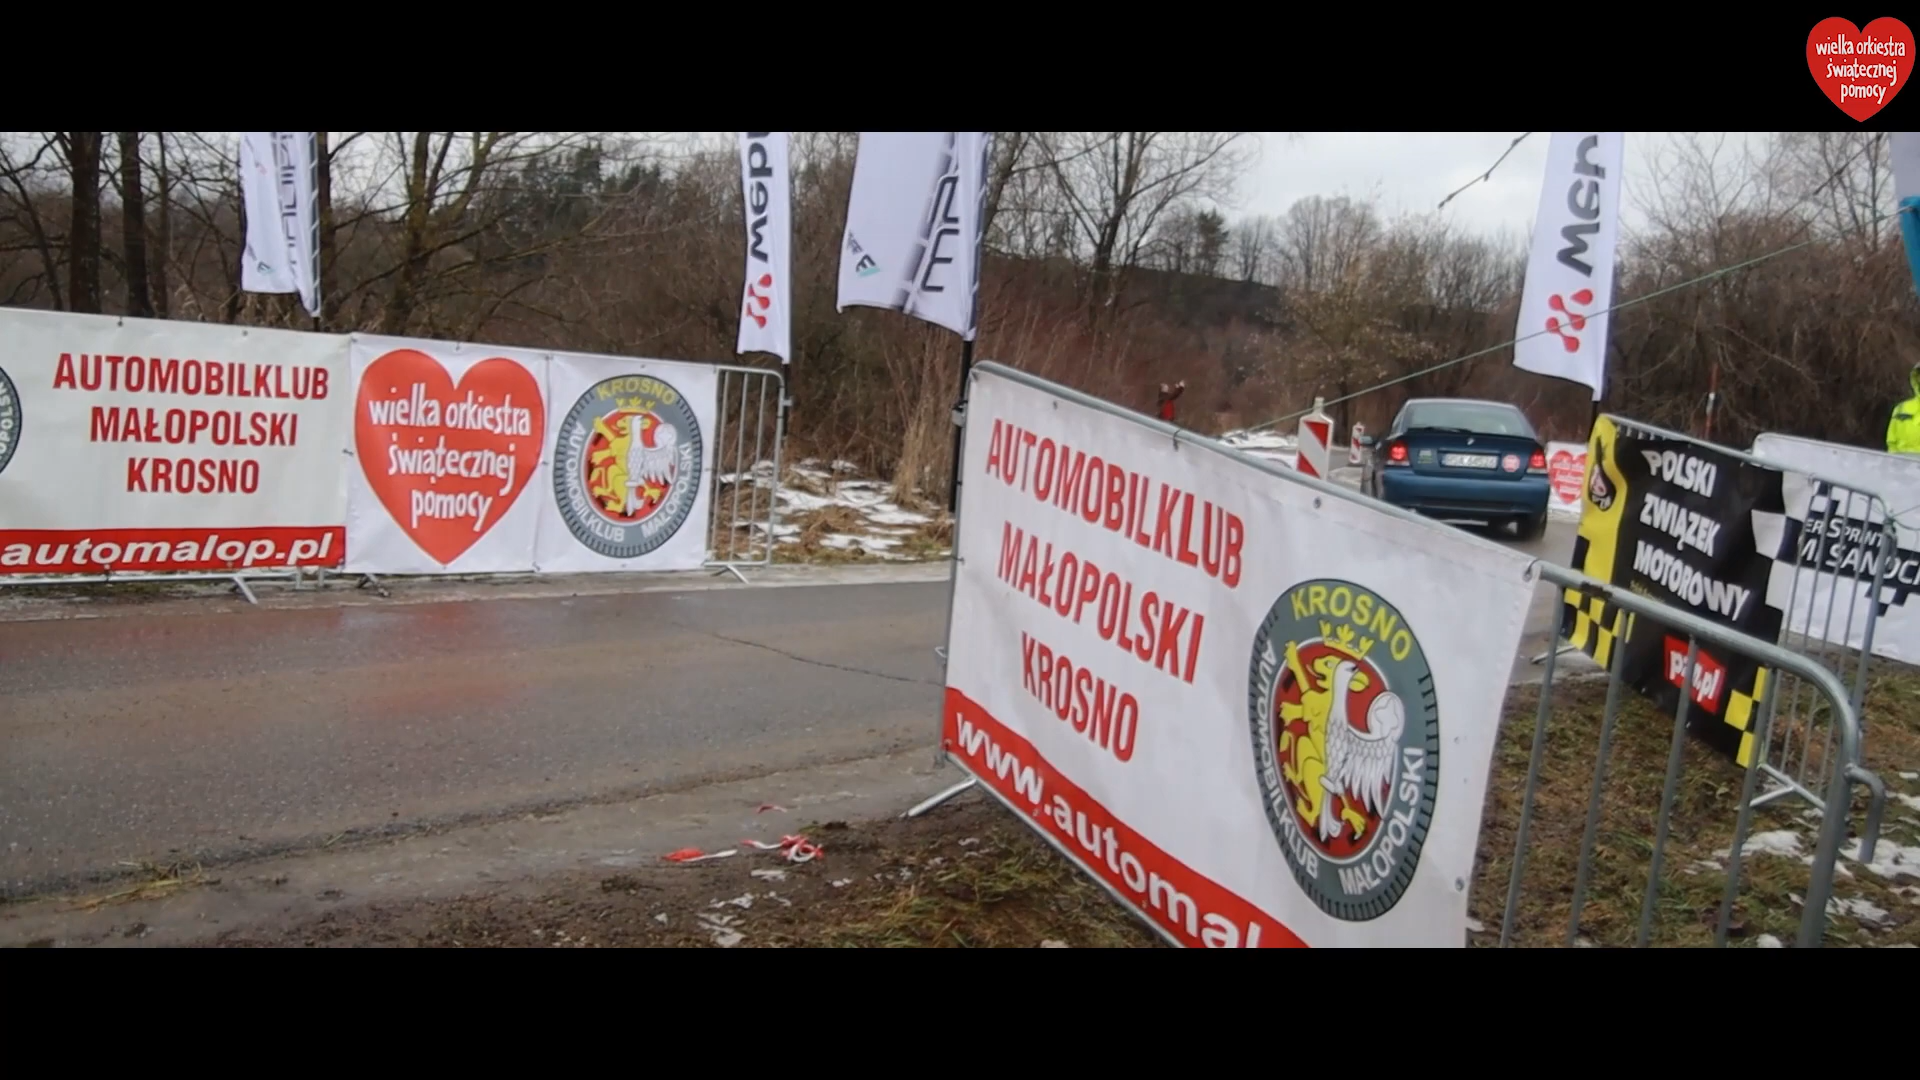 wielka orkiestra
świątecznej
pomocy
AUTOMOBILKLUB
MAŁOPOLSKI
KROSNO
automalop.pl
wielka orkiestra
świątecznej
pomocy
KROSNO
AUTOMOBILKLUB MAŁOPOLSKI
AUTOMOBILKLUB
MAŁOPOLSKI
KROSNO
www.automal
KROSNO
AUTOMOBILKLUB MAŁOPOLSKI
POLSKI
ZWIĄZEK
MOTOROWY
SANOC